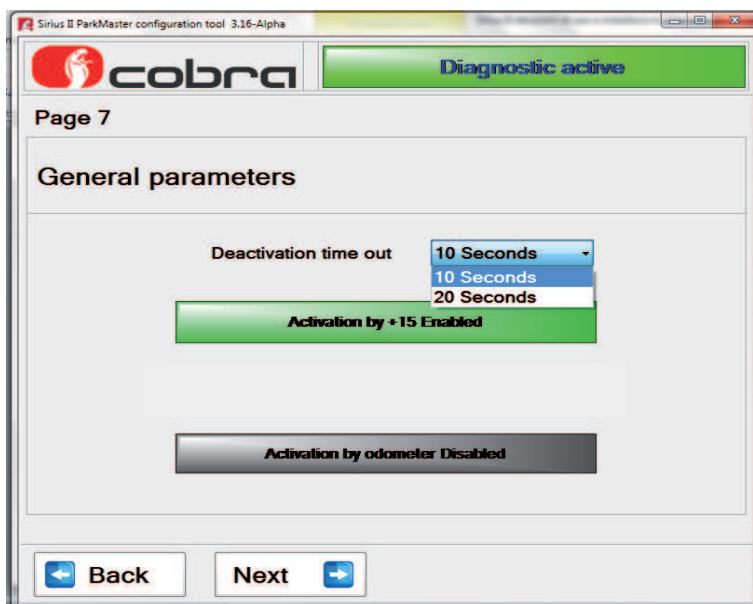 Sirius II ParkMaster configuration tool 3.16-Alpha
cobra
Diagnostic active
Page 7
General parameters
Deactivation time out
10 Seconds
10 Seconds
20 Seconds
Activation by +15 Enabled
Activation by odometer Disabled
Back
Next